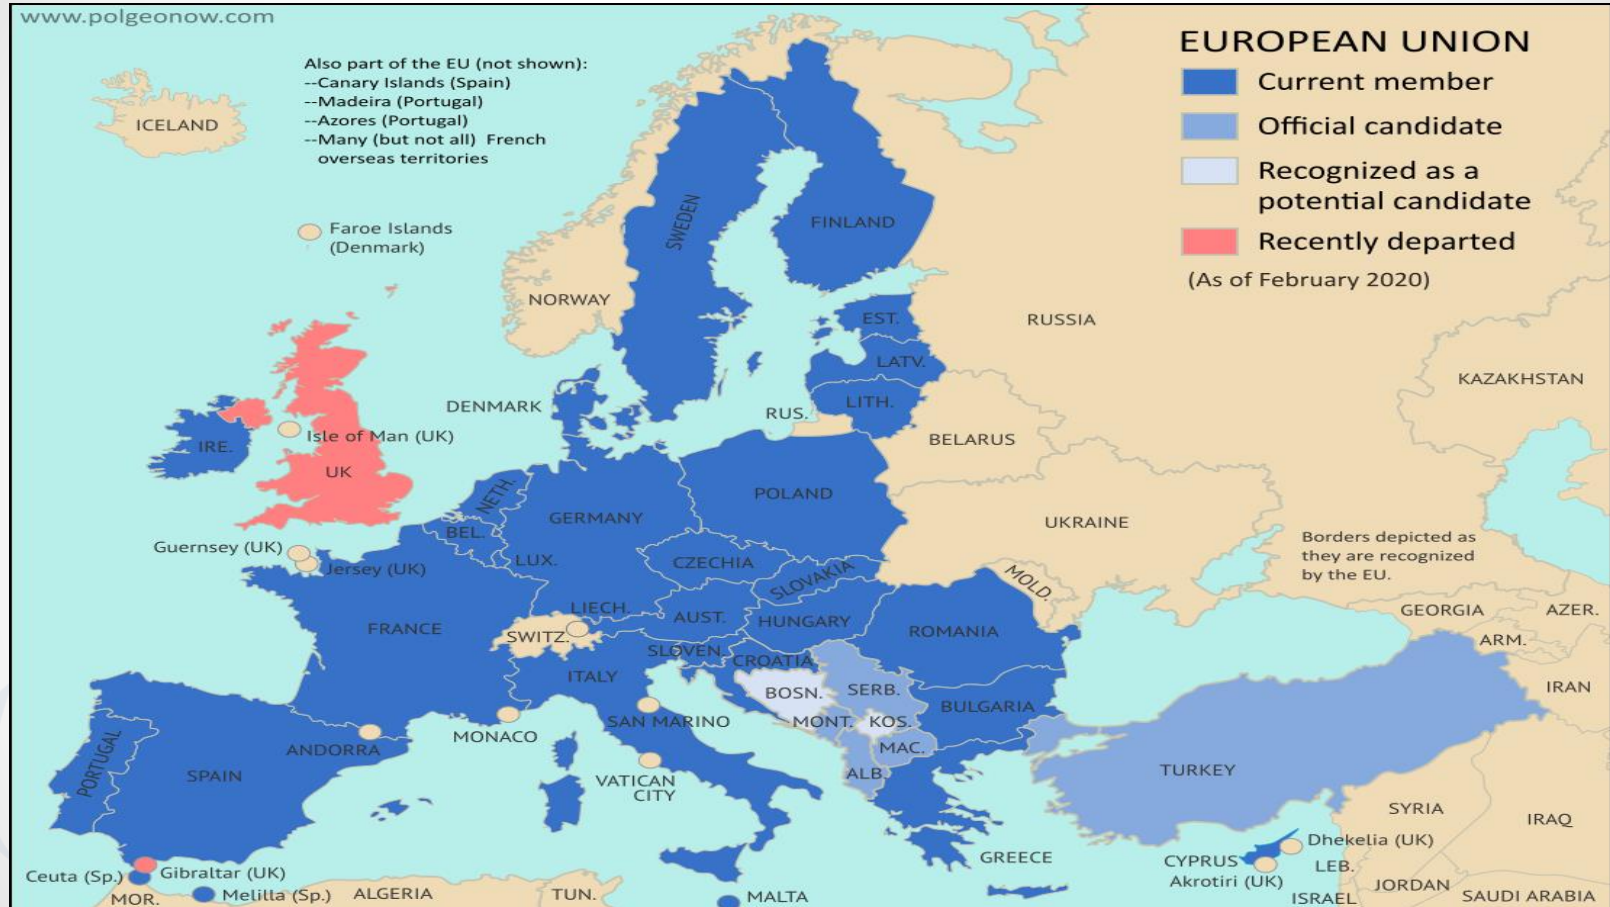 www.polgeonow.com
Also part of the EU (not shown):
--Canary Islands (Spain)
--Madeira (Portugal)
--Azores (Portugal)
--Many (but not all) French
overseas territories
EUROPEAN UNION
Current member
Official candidate
Recognized as a
potential candidate
Recently departed
(As of February 2020)
ICELAND
Faroe Islands
(Denmark)
SWEDEN
FINLAND
NORWAY
RUSSIA
EST.
LATV.
LITH.
KAZAKHSTAN
DENMARK
RUS.
BELARUS
IRE.
Isle of Man (UK)
UK
NETH.
POLAND
GERMANY
UKRAINE
BEL.
Guernsey (UK)
Jersey (UK)
LUX.
CZECHIA
SLOVAKIA
MOLD.
Borders depicted as
they are recognized
by the EU.
LIECH.
AUST.
HUNGARY
FRANCE
SWITZ.
ROMANIA
GEORGIA
AZER.
ARM.
SLOVEN.
CROATIA
ITALY
BOSN.
SERB.
IRAN
BULGARIA
SAN MARINO
MONT.
KOS.
MONACO
ANDORRA
PORTUGAL
SPAIN
MAC.
ALB.
TURKEY
VATICAN
CITY
SYRIA
IRAQ
GREECE
Dhekelia (UK)
CYPRUS
LEB.
Akrotiri (UK)
Ceuta (Sp.)
Gibraltar (UK)
Melilla (Sp.)
MOR.
ALGERIA
TUN.
MALTA
ISRAEL
JORDAN
SAUDI ARABIA